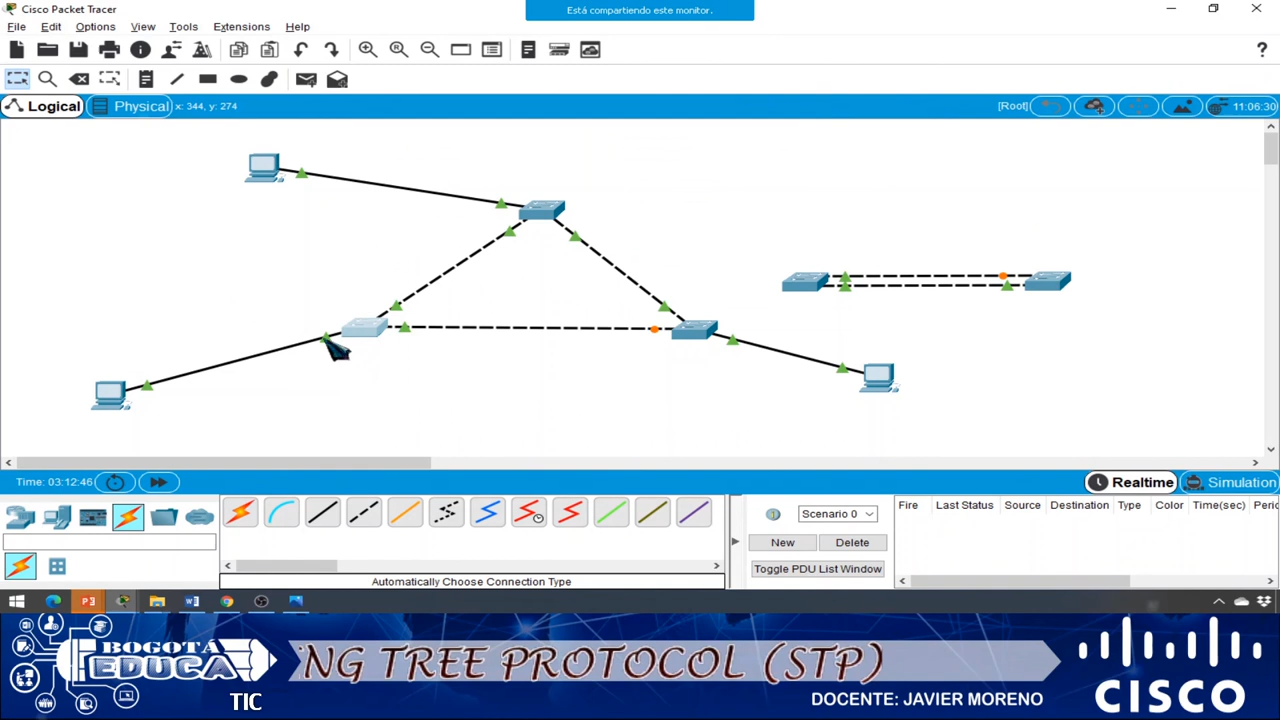 Cisco Packet Tracer
Está compartiendo este monitor.
File Edit Options View Tools Extensions Help
?
Logical Physical x: 344, y: 274 [Root] 11:06:30
Time: 03:12:46 Realtime Simulation
Scenario 0
New Delete
Toggle PDU List Window
Fire Last Status Source Destination Type Color Time(sec) Perio
Automatically Choose Connection Type
BOGOTÁ
EDUCA
TIC
NG TREE PROTOCOL (STP)
DOCENTE: JAVIER MORENO
CISCO